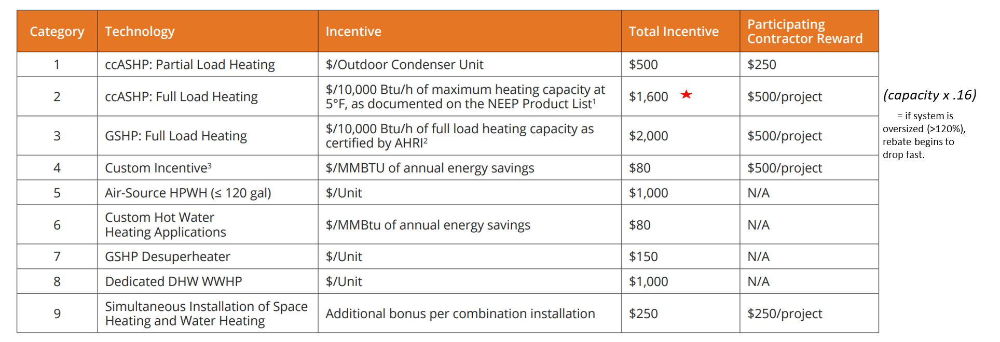 Category Technology Incentive Total Incentive Participating
Contractor Reward
1 ccASHP: Partial Load Heating $/Outdoor Condenser Unit $500 $250
2 ccASHP: Full Load Heating $/10,000 Btu/h of maximum heating capacity at
5°F, as documented on the NEEP Product List¹ $1,600 $500/project
(capacity x .16)
= if system is
oversized (>120%),
rebate begins to
drop fast.
3 GSHP: Full Load Heating $/10,000 Btu/h of full load heating capacity as
certified by AHRI² $2,000 $500/project
4 Custom Incentive³ $/MMBTU of annual energy savings $80 $500/project
5 Air-Source HPWH (≤ 120 gal) $/Unit $1,000 N/A
6 Custom Hot Water
Heating Applications $/MMBtu of annual energy savings $80 N/A
7 GSHP Desuperheater $/Unit $150 N/A
8 Dedicated DHW WWHP $/Unit $1,000 N/A
9 Simultaneous Installation of Space
Heating and Water Heating Additional bonus per combination installation $250 $250/project